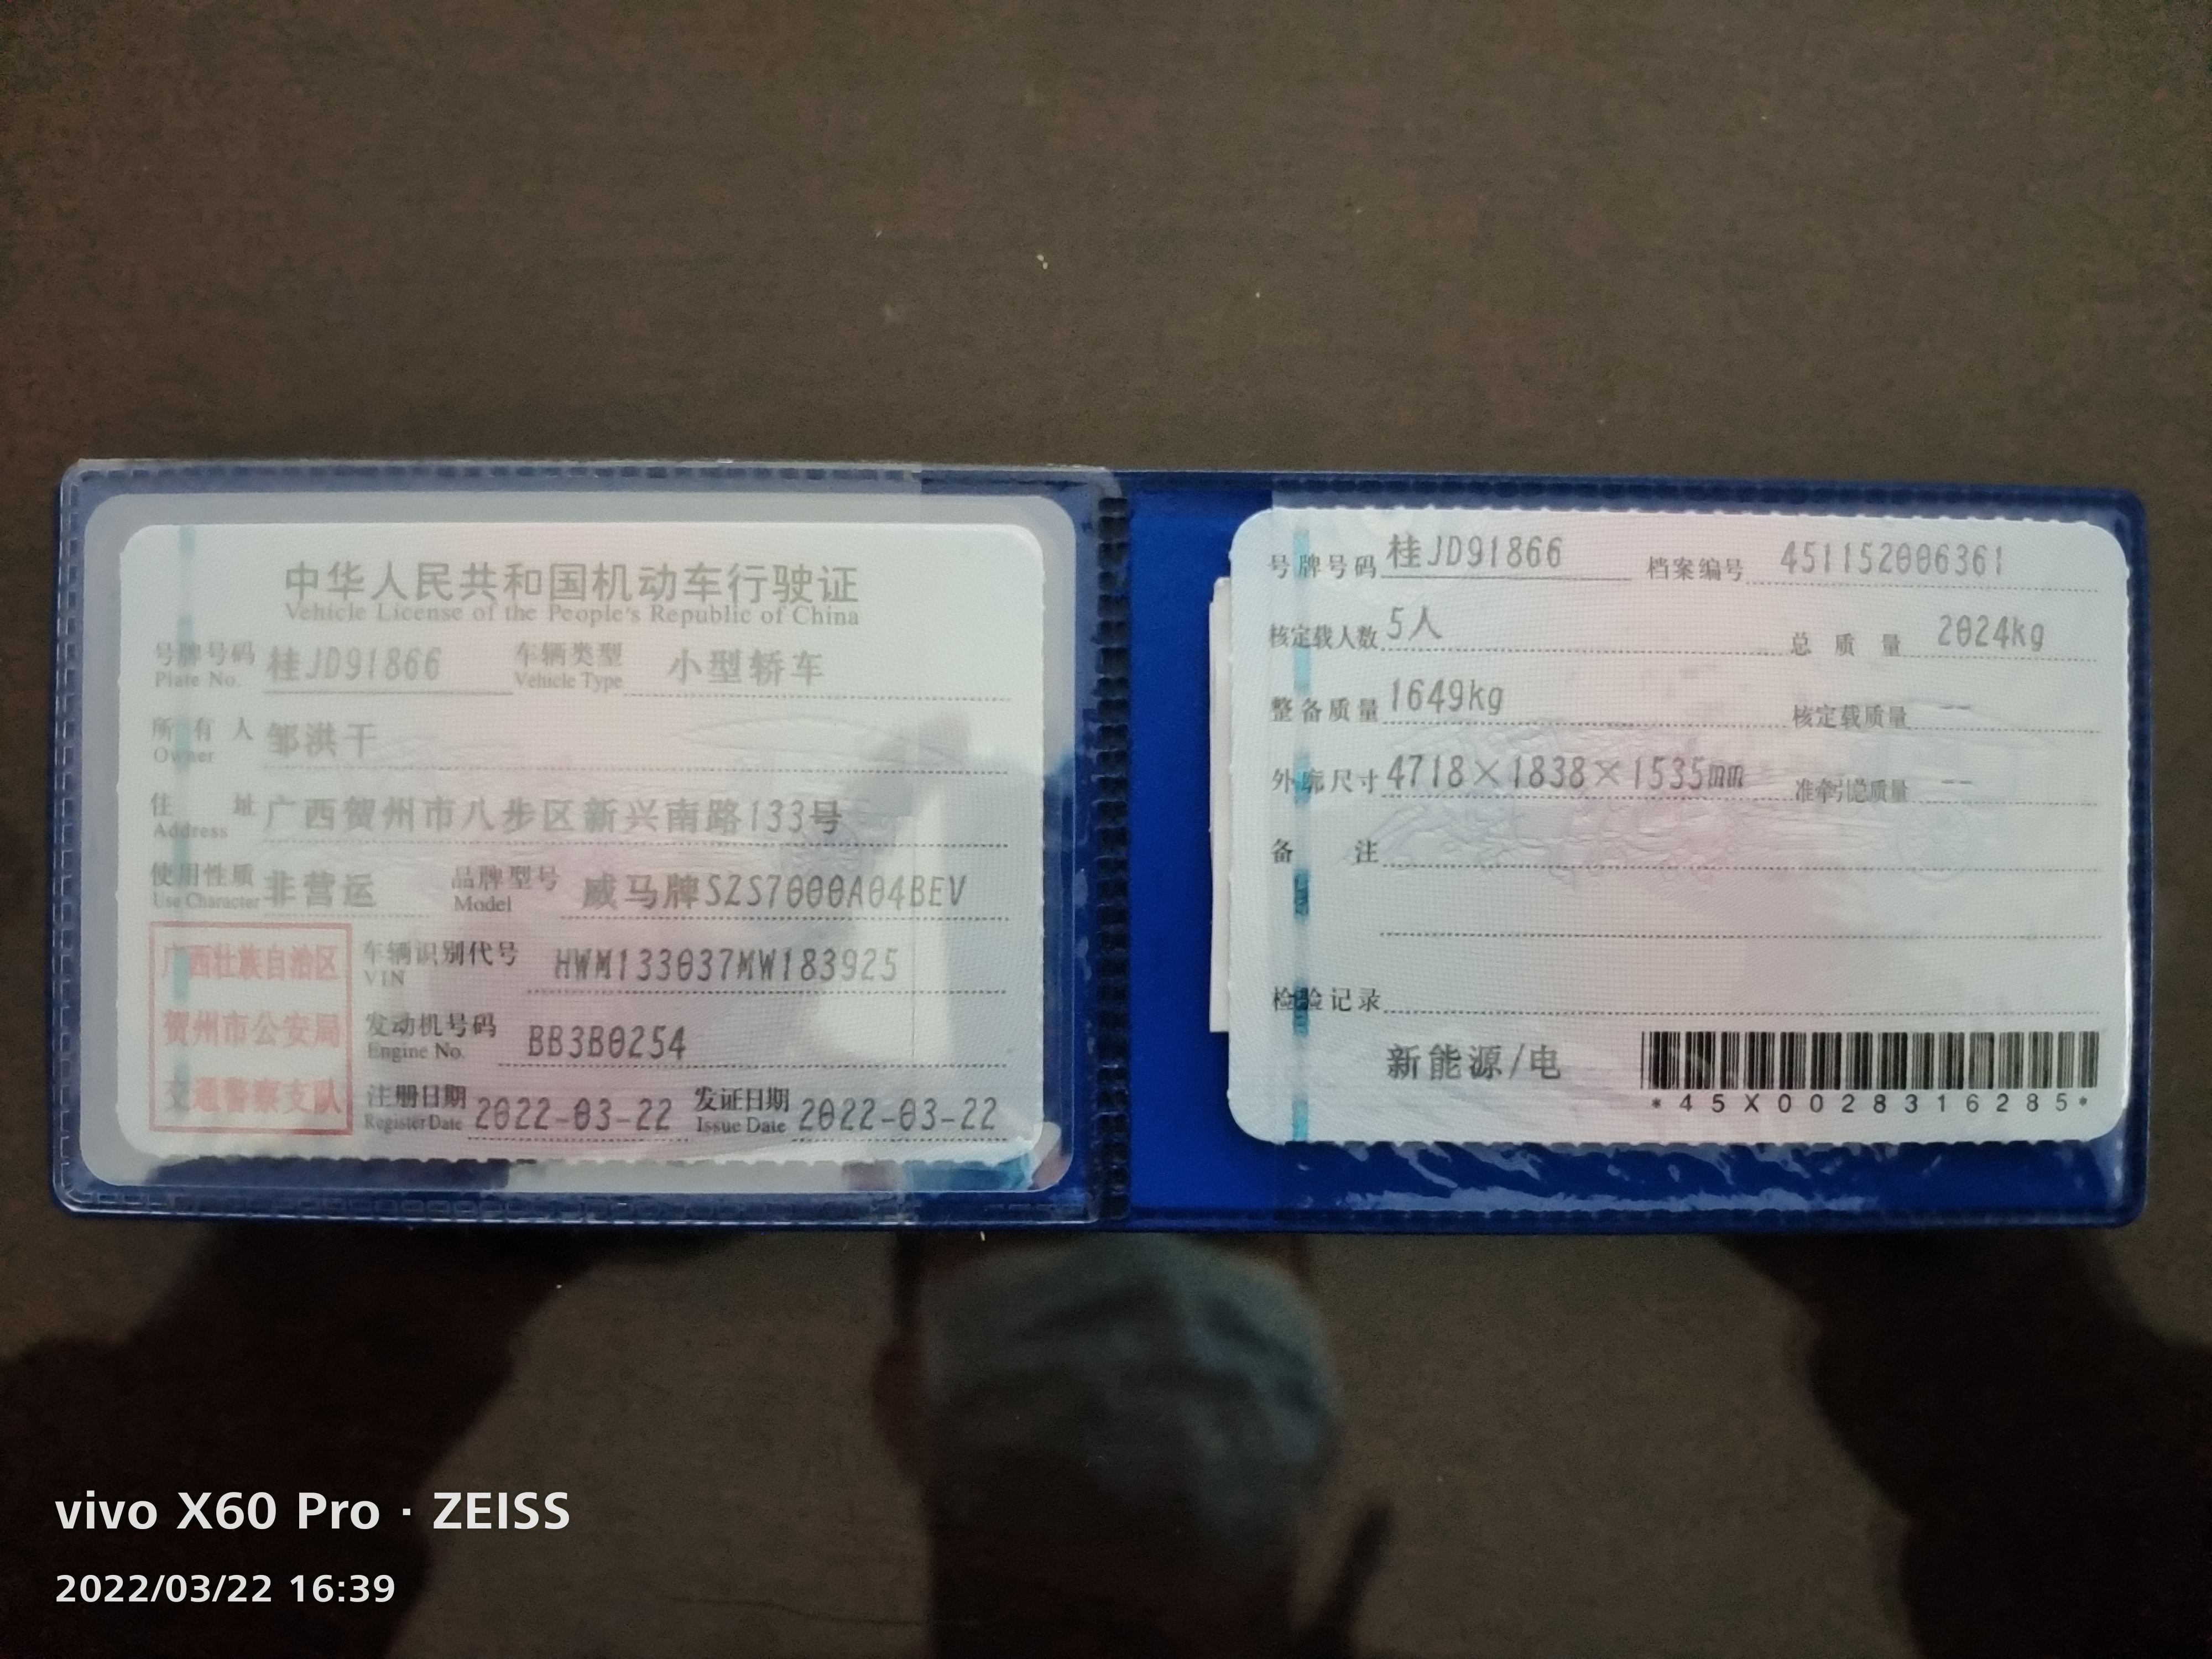 中华人民共和国机动车行驶证
Vehicle License of the People's Republic of China
号牌号码 桂JD91866 车辆类型 小型轿车
Plate No. Vehicle Type
所有人 邹洪干
Owner
住址 广西贺州市八步区新兴南路133号
Address
使用性质 非营运 品牌型号 威马牌SZS7000A04BEV
Use Character Model
广西壮族自治区
贺州市公安局
交通警察支队
车辆识别代号 HWM133037MW183925
VIN
发动机号码 BB3B0254
Engine No.
注册日期 2022-03-22 发证日期 2022-03-22
Register Date Issue Date
号牌号码 桂JD91866 档案编号 451152006361
核定载人数 5人 总质量 2024kg
整备质量 1649kg 核定载质量 --
外廓尺寸 4718×1838×1535mm 准牵引总质量 --
备注
检验记录
新能源/电
*45X0028316285*
vivo X60 Pro · ZEISS
2022/03/22 16:39